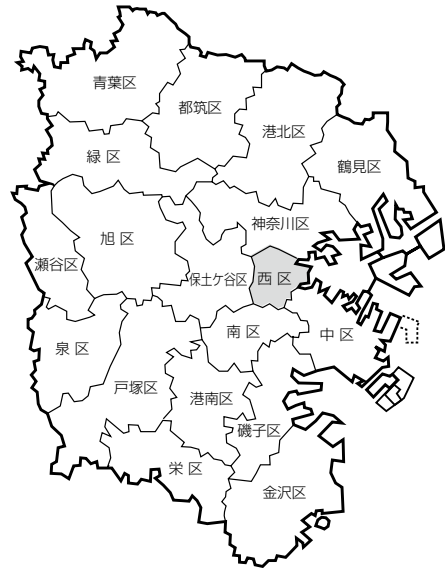 青葉区
都筑区
港北区
緑 区
鶴見区
神奈川区
旭 区
瀬谷区
保土ケ谷区
西 区
南 区
中 区
泉 区
戸塚区
港南区
磯子区
栄 区
金沢区